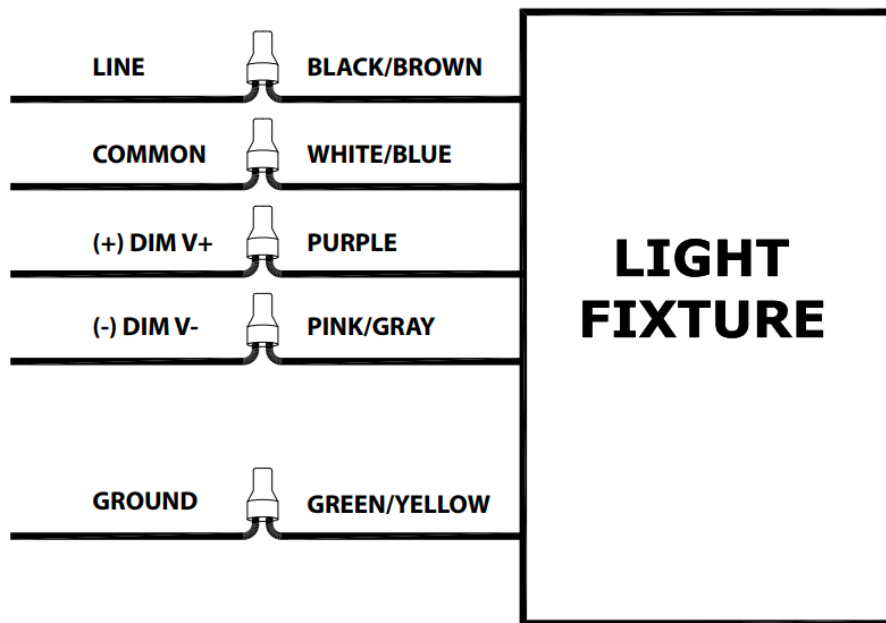 LINE BLACK/BROWN
COMMON WHITE/BLUE
(+) DIM V+ PURPLE
(-) DIM V- PINK/GRAY
GROUND GREEN/YELLOW
LIGHT
FIXTURE